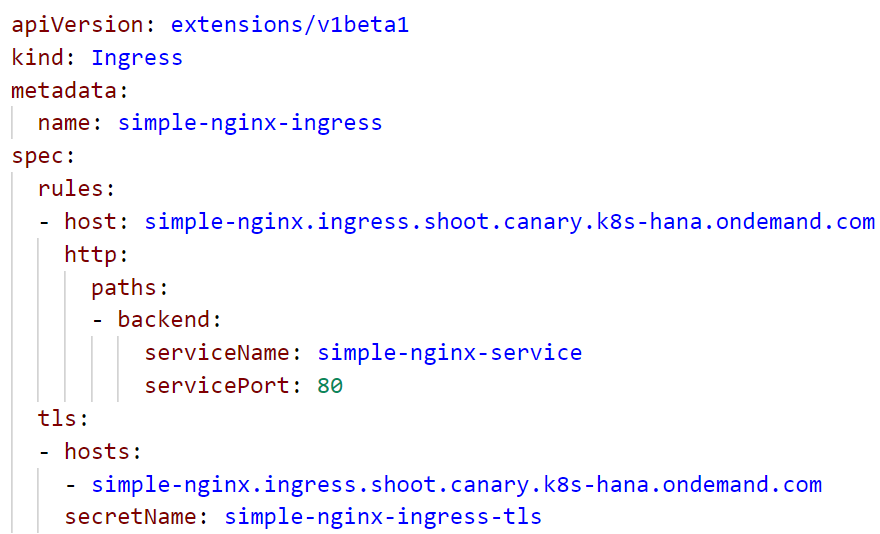 apiVersion: extensions/v1beta1
kind: Ingress
metadata:
  name: simple-nginx-ingress
spec:
  rules:
  - host: simple-nginx.ingress.shoot.canary.k8s-hana.ondemand.com
    http:
      paths:
      - backend:
          serviceName: simple-nginx-service
          servicePort: 80
  tls:
  - hosts:
    - simple-nginx.ingress.shoot.canary.k8s-hana.ondemand.com
    secretName: simple-nginx-ingress-tls